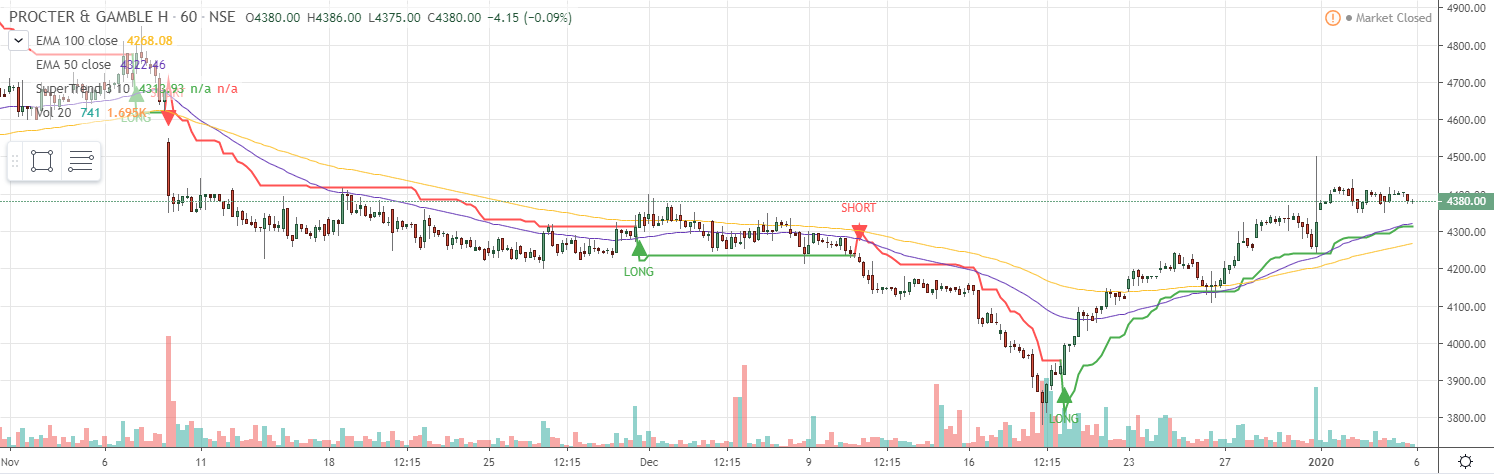 PROCTER & GAMBLE H · 60 · NSE O4380.00 H4386.00 L4375.00 C4380.00 −4.15 (−0.09%)
Market Closed
EMA 100 close 4268.08
EMA 50 close 4322.46
SuperTrend 3 10 4313.93 n/a n/a
Vol 20 741 1.695K
LONG
SHORT
LONG
SHORT
LONG
4900.00
4800.00
4700.00
4600.00
4500.00
4400.00
4380.00
4300.00
4200.00
4100.00
4000.00
3900.00
3800.00
Nov 6 11 18 12:15 25 12:15 Dec 12:15 9 12:15 16 12:15 23 27 2020 6